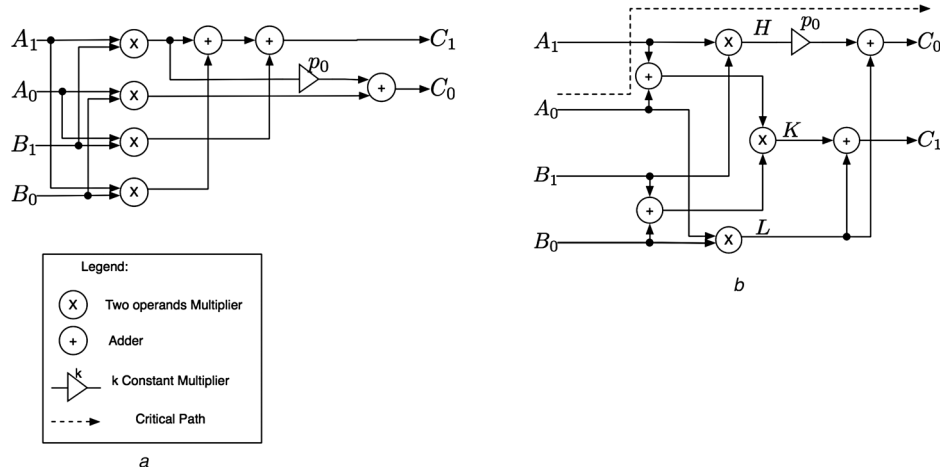 A₁
A₀
B₁
B₀
X
X
X
X
+
+
p₀
+
C₁
C₀
Legend:
X Two operands Multiplier
+ Adder
k k Constant Multiplier
Critical Path
a
A₁
A₀
B₁
B₀
+
+
X
H
p₀
+
C₀
X
K
+
C₁
X
L
b